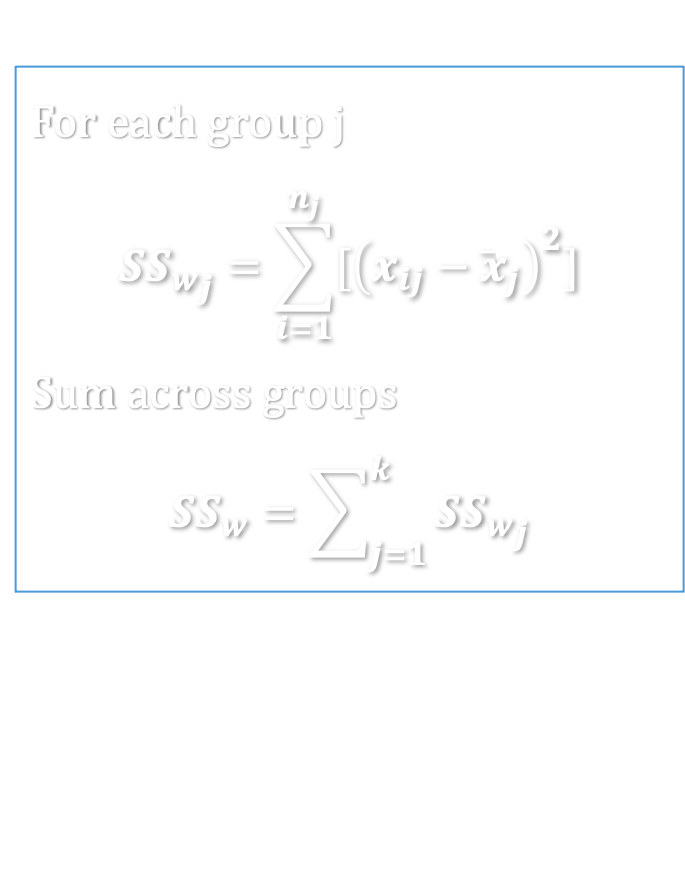 For each group j
$SS_{w_j} = \sum_{i=1}^{n_j} [(x_{ij} - \bar{x}_j)^2]$
Sum across groups
$SS_w = \sum_{j=1}^{k} SS_{w_j}$